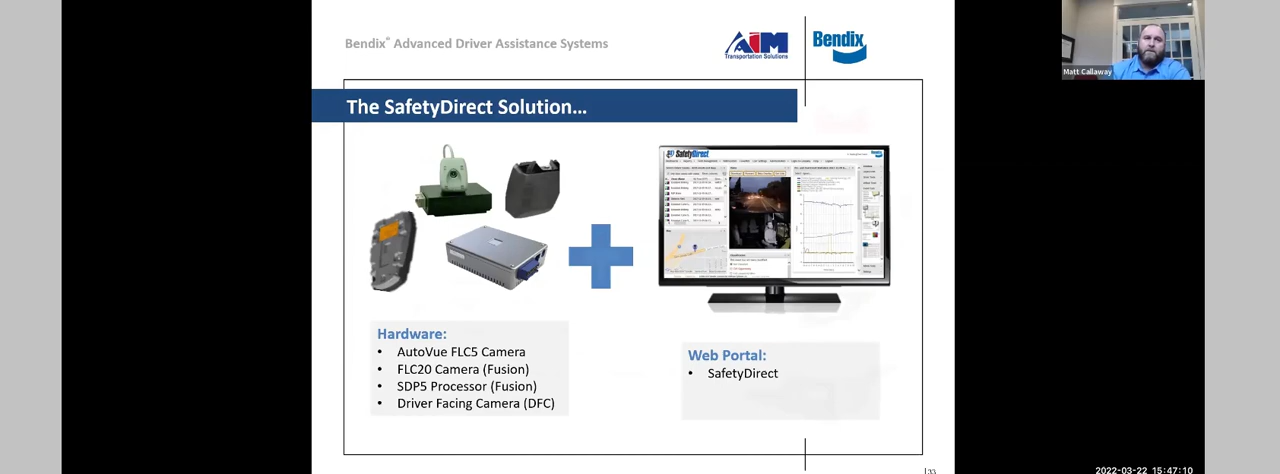 Bendix® Advanced Driver Assistance Systems
AIM
Transportation Solutions
Bendix
Matt Callaway
The SafetyDirect Solution...
SafetyDirect
Bendix
Hardware:
• AutoVue FLC5 Camera
• FLC20 Camera (Fusion)
• SDP5 Processor (Fusion)
• Driver Facing Camera (DFC)
Web Portal:
• SafetyDirect
33
2022-03-22 15:47:10